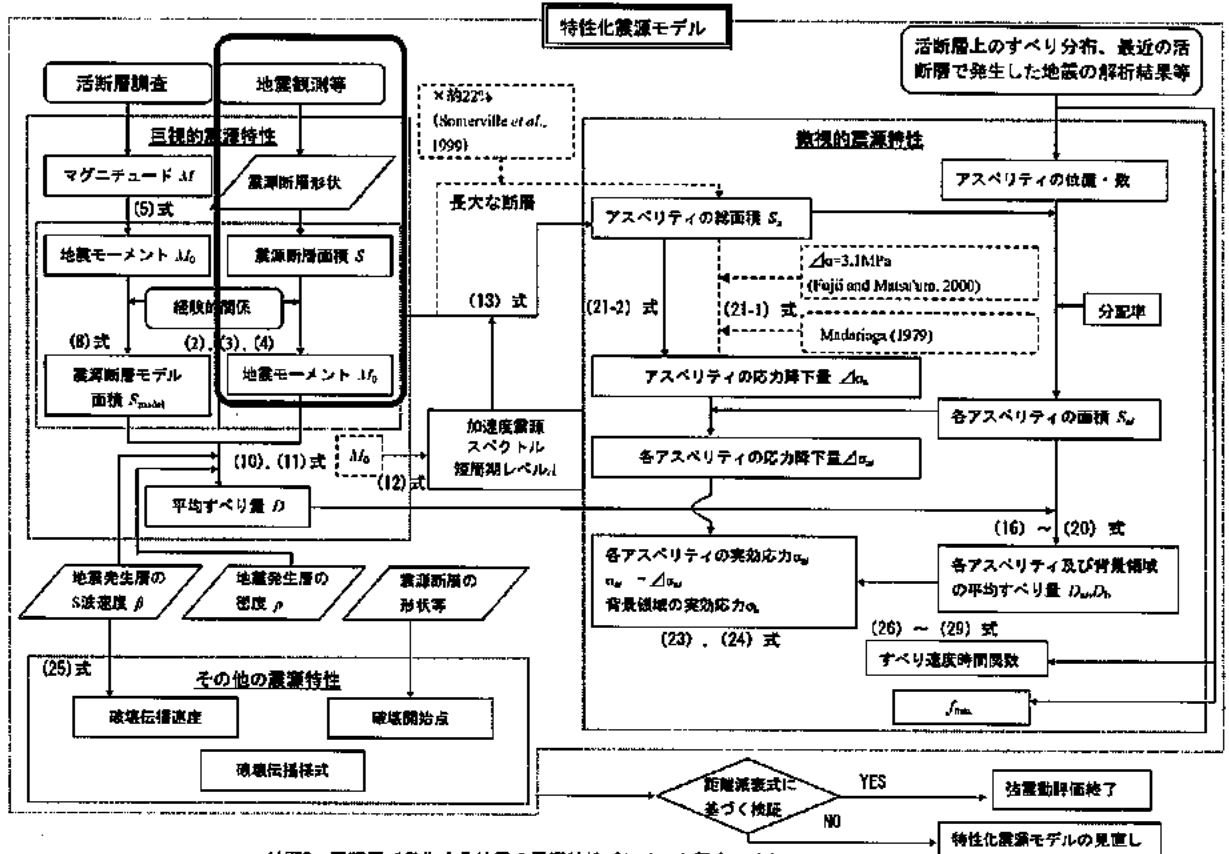 特性化震源モデル
活断層調査
地震観測等
×約22%
(Somerville et al.,
1999)
活断層上のすべり分布、最近の活
断層で発生した地震の解析結果等
巨視的震源特性
微視的震源特性
マグニチュード M
震源断層形状
長大な断層
アスペリティの位置・数
(5)式
アスペリティの総面積 Sa
地震モーメント M0
震源断層面積 S
⊿σ=3.1MPa
(Fujii and Matsu'ura, 2000)
経験的関係
(13) 式
(21-2) 式
(21-1) 式
分配率
(8)式
(2)、(3)、(4)
Madariaga (1979)
震源断層モデル
面積 Smodel
地震モーメント M0
アスペリティの応力降下量 ⊿σa
加速度震源
スペクトル
短周期レベルA
各アスペリティの面積 Sai
(10)、(11)式
M0
(12)式
各アスペリティの応力降下量⊿σai
平均すべり量 D
(16) ~ (20) 式
地震発生層の
S波速度 β
地震発生層の
密度 ρ
震源断層の
形状等
各アスペリティの実効応力σai
σai = ⊿σai
背景領域の実効応力σb
各アスペリティ及び背景領域
の平均すべり量 Dai,Db
(23) 、(24) 式
(26) ~ (29) 式
(25)式
その他の震源特性
すべり速度時間関数
破壊伝播速度
破壊開始点
fmax
破壊伝播様式
距離減衰式に
基づく検証
YES
強震動評価終了
NO
特性化震源モデルの見直し